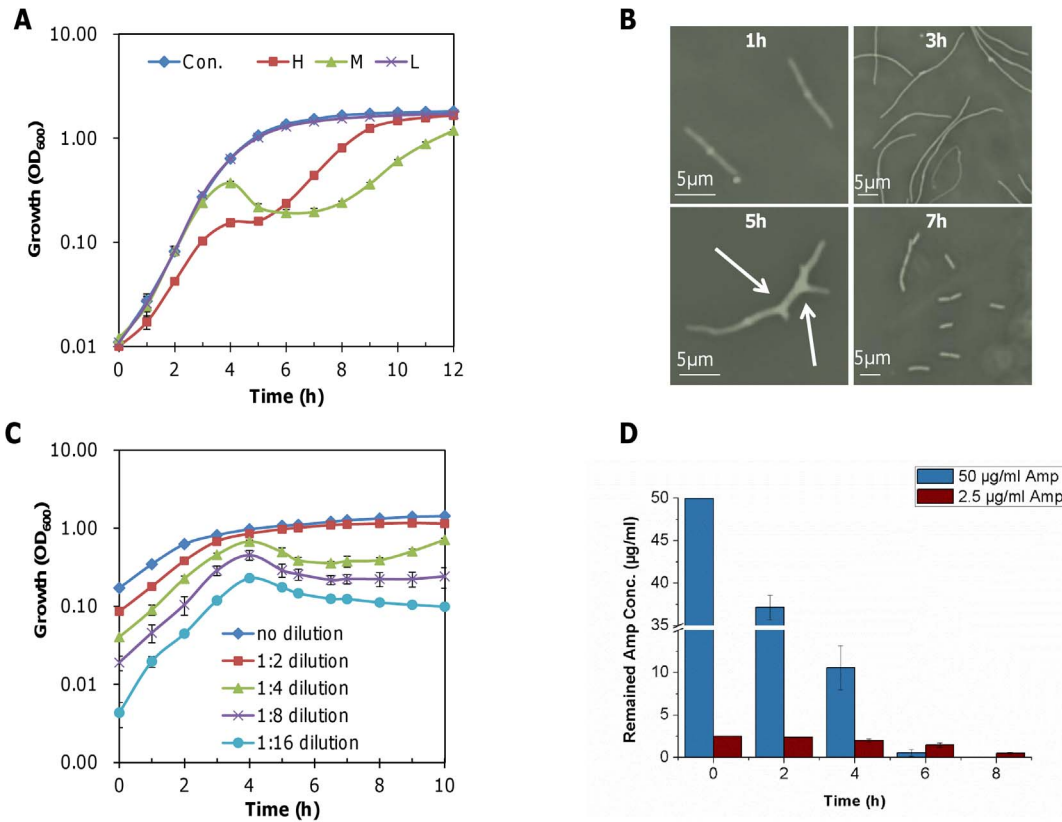 A
10.00
1.00
0.10
0.01
Growth (OD600)
Con. H M L
0 2 4 6 8 10 12
Time (h)
B
1h 3h
5µm 5µm
5h 7h
5µm 5µm
C
10.00
1.00
0.10
0.01
0.00
Growth (OD600)
no dilution
1:2 dilution
1:4 dilution
1:8 dilution
1:16 dilution
0 2 4 6 8 10
Time (h)
D
50 µg/ml Amp
2.5 µg/ml Amp
50
45
40
35
10
5
0
Remained Amp Conc. (µg/ml)
0 2 4 6 8
Time (h)